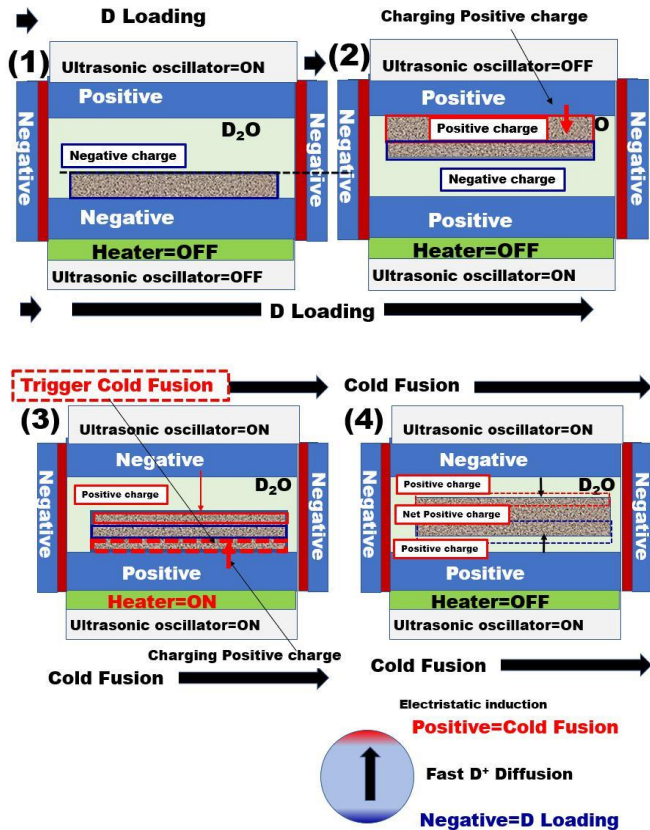 D Loading
(1)
Ultrasonic oscillator=ON
Positive
Negative
D₂O
Negative charge
Negative
Negative
Heater=OFF
Ultrasonic oscillator=OFF
Charging Positive charge
(2)
Ultrasonic oscillator=OFF
Positive
Positive charge
O
Negative charge
Negative
Positive
Heater=OFF
Ultrasonic oscillator=ON
D Loading
Trigger Cold Fusion
Cold Fusion
(3)
Ultrasonic oscillator=ON
Negative
Negative
Positive charge
D₂O
Negative
Positive
Heater=ON
Ultrasonic oscillator=ON
Charging Positive charge
Cold Fusion
(4)
Ultrasonic oscillator=ON
Negative
Positive charge
D₂O
Net Positive charge
Positive charge
Negative
Positive
Heater=OFF
Ultrasonic oscillator=ON
Cold Fusion
Electristatic induction
Positive=Cold Fusion
Fast D⁺ Diffusion
Negative=D Loading